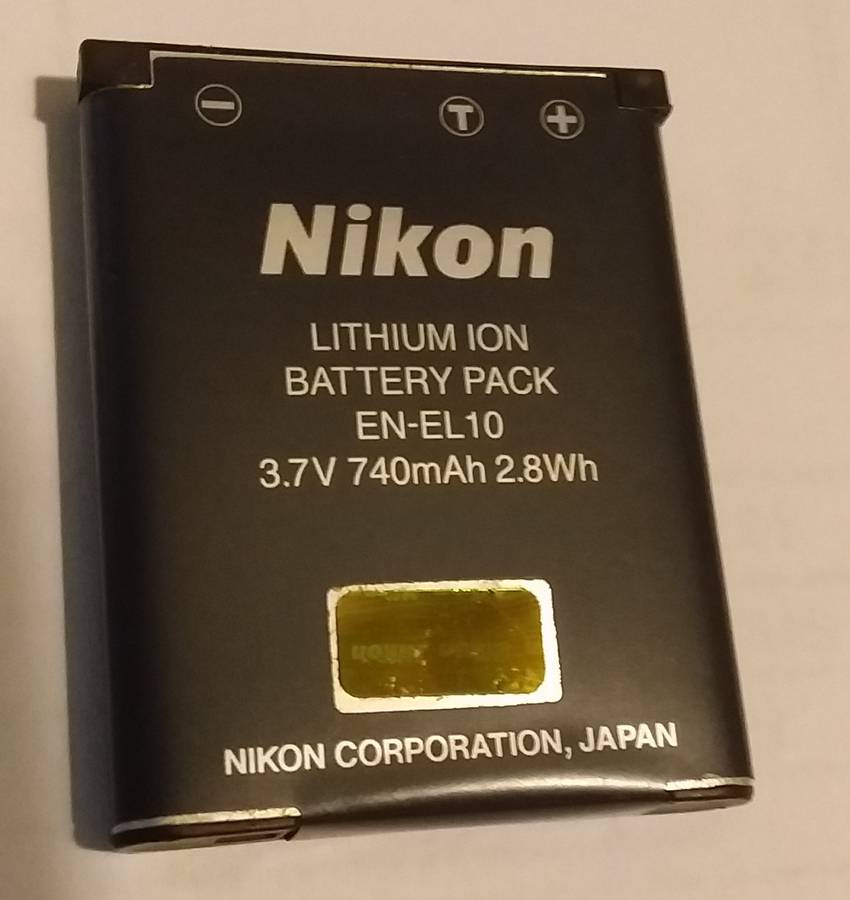 − T +
Nikon
LITHIUM ION
BATTERY PACK
EN-EL10
3.7V 740mAh 2.8Wh
NIKON CORPORATION, JAPAN